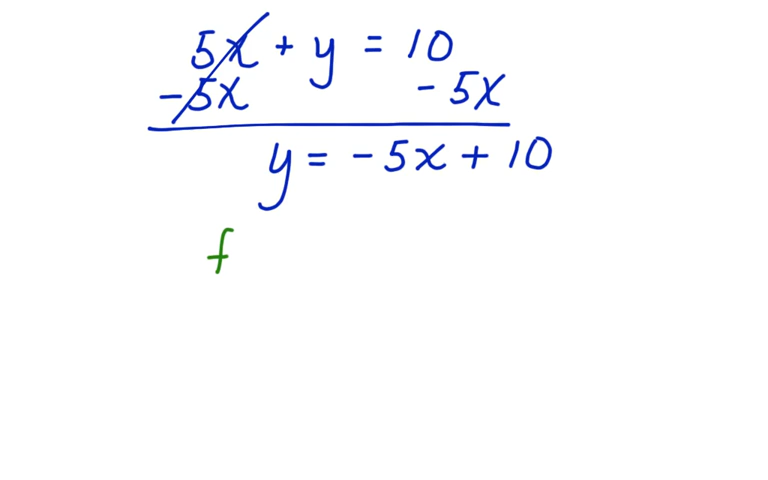 5x + y = 10
-5x -5x
y = -5x + 10
f